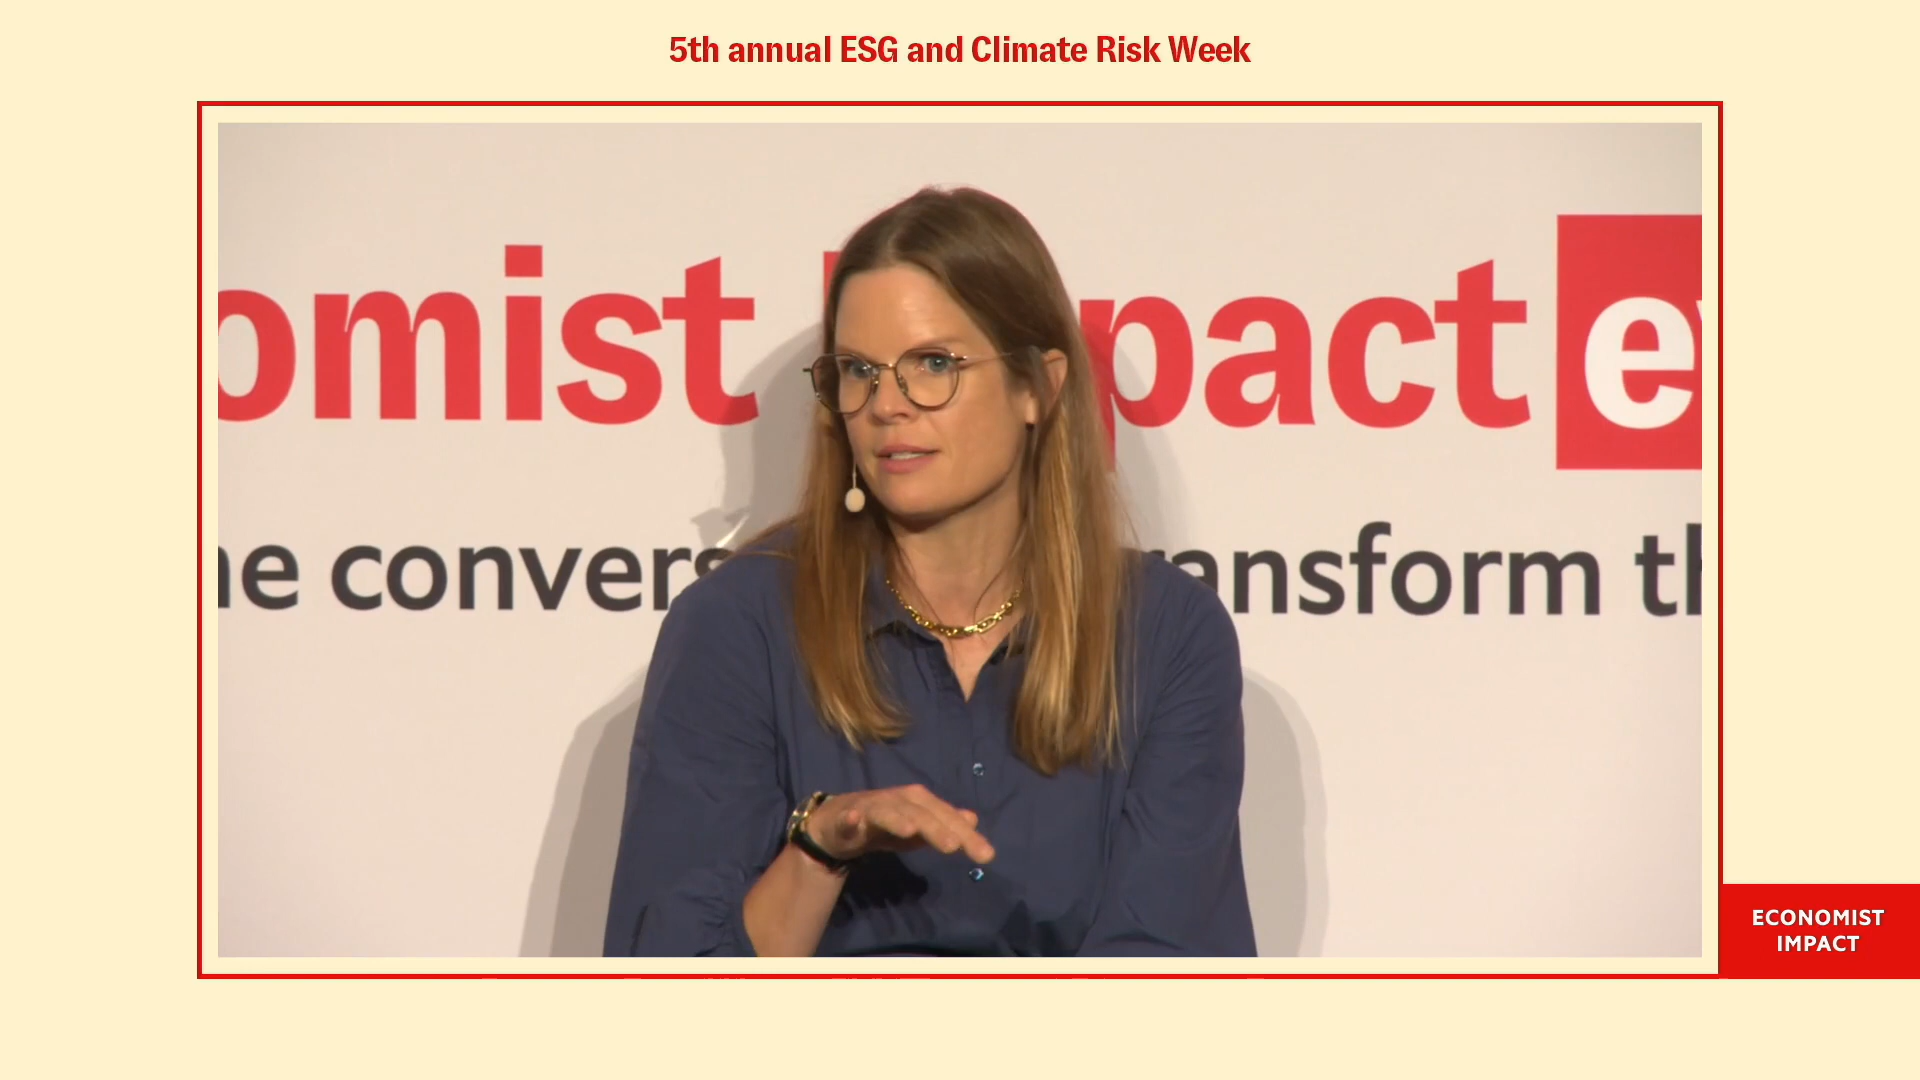 5th annual ESG and Climate Risk Week
omist pact e
e convers ansform th
ECONOMIST
IMPACT